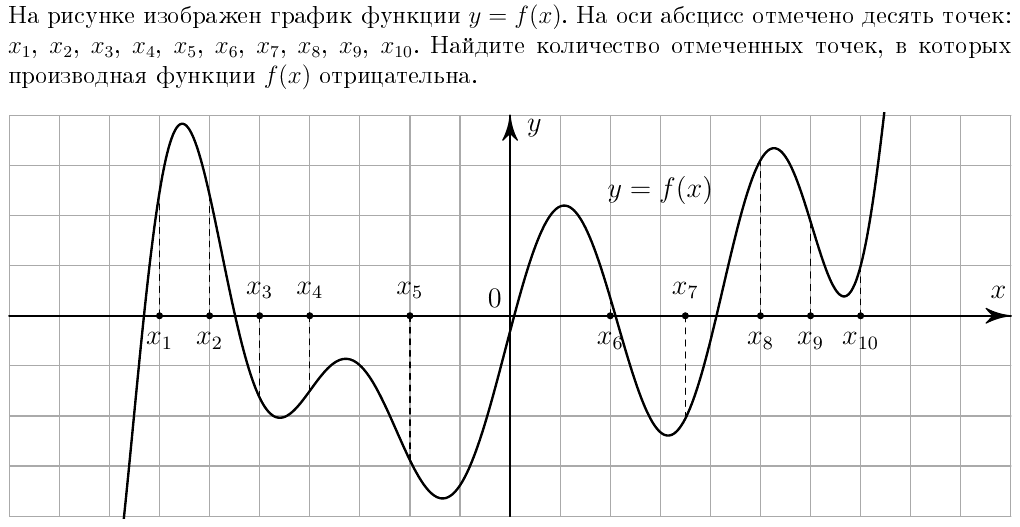 На рисунке изображен график функции y = f(x). На оси абсцисс отмечено десять точек:
x₁, x₂, x₃, x₄, x₅, x₆, x₇, x₈, x₉, x₁₀. Найдите количество отмеченных точек, в которых
производная функции f(x) отрицательна.
y
y = f(x)
x₃ x₄ x₅ 0 x₇ x
x₁ x₂ x₆ x₈ x₉ x₁₀